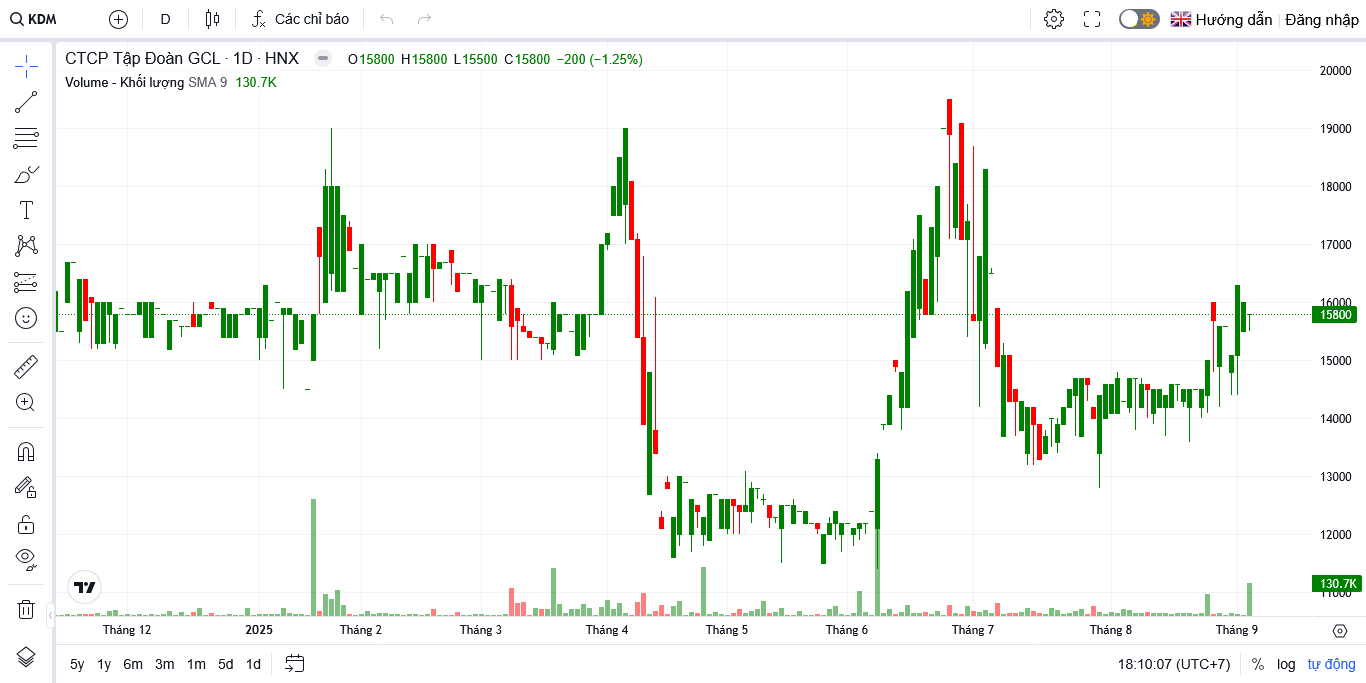 KDM D Các chỉ báo Hướng dẫn Đăng nhập
CTCP Tập Đoàn GCL · 1D · HNX O15800 H15800 L15500 C15800 −200 (−1.25%)
Volume - Khối lượng SMA 9 130.7K
20000
19000
18000
17000
16000
15800
15000
14000
13000
12000
130.7K
11000
Tháng 12 2025 Tháng 2 Tháng 3 Tháng 4 Tháng 5 Tháng 6 Tháng 7 Tháng 8 Tháng 9
5y 1y 6m 3m 1m 5d 1d 18:10:07 (UTC+7) % log tự động